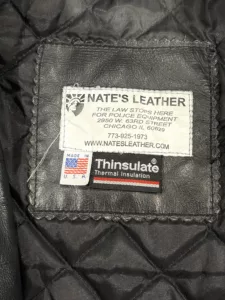 NATE'S LEATHER
THE LAW STOPS HERE
FOR POLICE EQUIPMENT
2950 W. 63RD STREET
CHICAGO IL 60629
773-925-1973
WWW.NATESLEATHER.COM
MADE IN
U.S.A
Thinsulate
Thermal Insulation